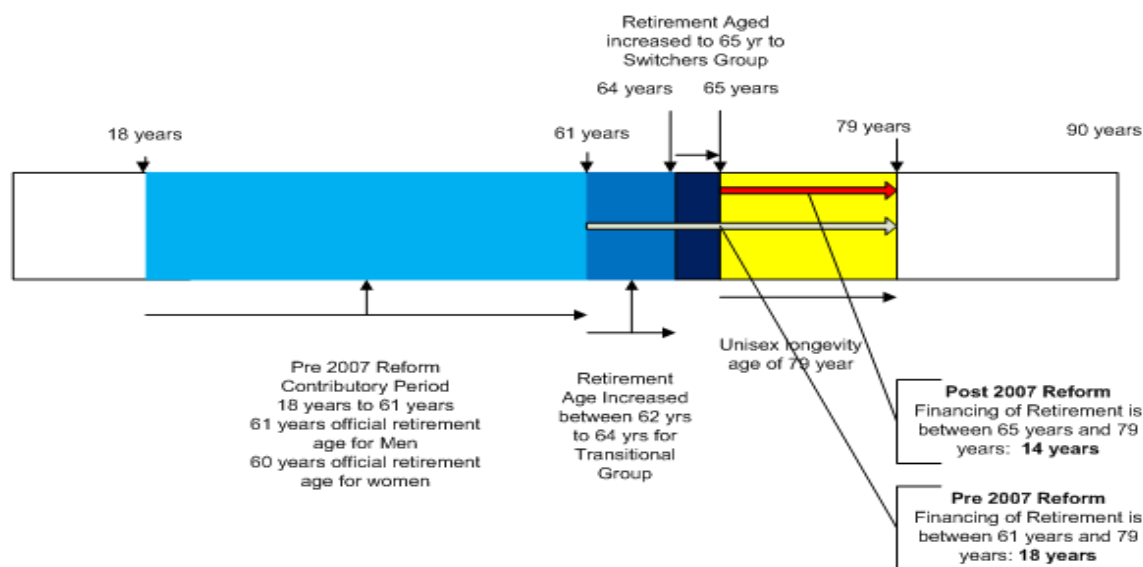 Retirement Aged
increased to 65 yr to
Switchers Group
64 years
65 years
18 years
61 years
79 years
90 years
Pre 2007 Reform
Contributory Period
18 years to 61 years
61 years official retirement
age for Men
60 years official retirement
age for women
Retirement
Age Increased
between 62 yrs
to 64 yrs for
Transitional
Group
Unisex longevity
age of 79 year
Post 2007 Reform
Financing of Retirement is
between 65 years and 79
years: 14 years
Pre 2007 Reform
Financing of Retirement is
between 61 years and 79
years: 18 years